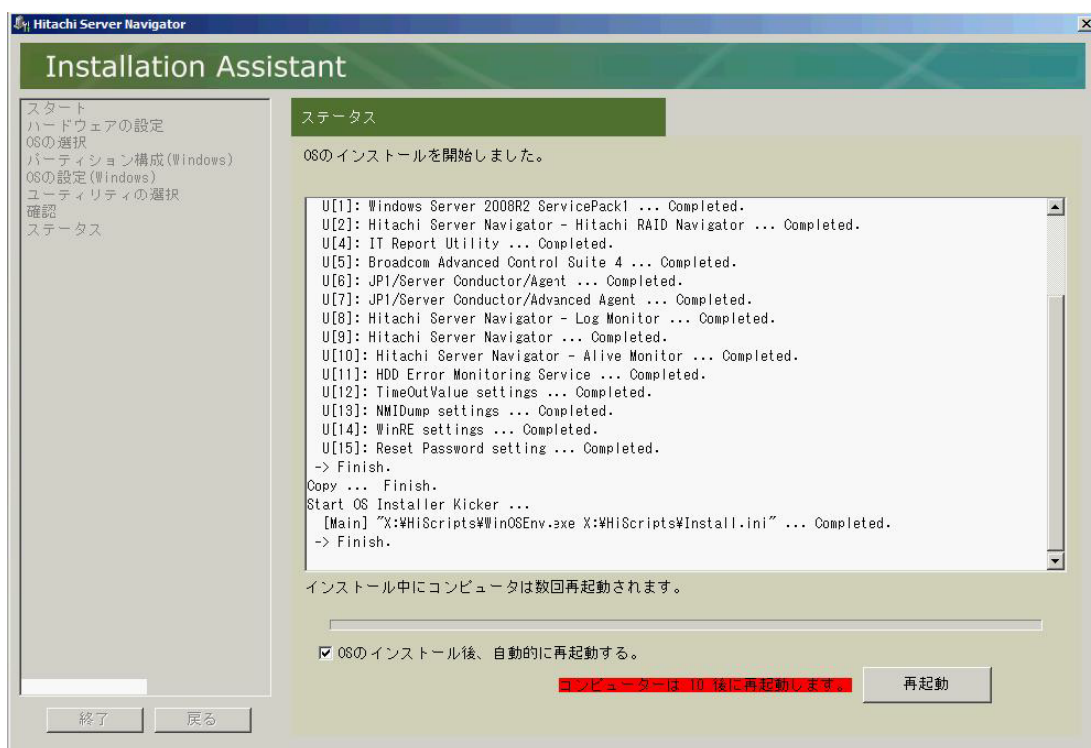 Hitachi Server Navigator
Installation Assistant
スタート
ハードウェアの設定
OSの選択
パーティション構成(Windows)
OSの設定(Windows)
ユーティリティの選択
確認
ステータス
ステータス
OSのインストールを開始しました。
U[1]: Windows Server 2008R2 ServicePack1 ... Completed.
U[2]: Hitachi Server Navigator - Hitachi RAID Navigator ... Completed.
U[4]: IT Report Utility ... Completed.
U[5]: Broadcom Advanced Control Suite 4 ... Completed.
U[6]: JP1/Server Conductor/Agent ... Completed.
U[7]: JP1/Server Conductor/Advanced Agent ... Completed.
U[8]: Hitachi Server Navigator - Log Monitor ... Completed.
U[9]: Hitachi Server Navigator ... Completed.
U[10]: Hitachi Server Navigator - Alive Monitor ... Completed.
U[11]: HDD Error Monitoring Service ... Completed.
U[12]: TimeOutValue settings ... Completed.
U[13]: NMIDump settings ... Completed.
U[14]: WinRE settings ... Completed.
U[15]: Reset Password setting ... Completed.
-> Finish.
Copy ... Finish.
Start OS Installer Kicker ...
[Main] "X:¥HiScripts¥WinOSEnv.exe X:¥HiScripts¥Install.ini" ... Completed.
-> Finish.
インストール中にコンピュータは数回再起動されます。
OSのインストール後、自動的に再起動する。
コンピューターは 10 後に再起動します。
再起動
終了
戻る